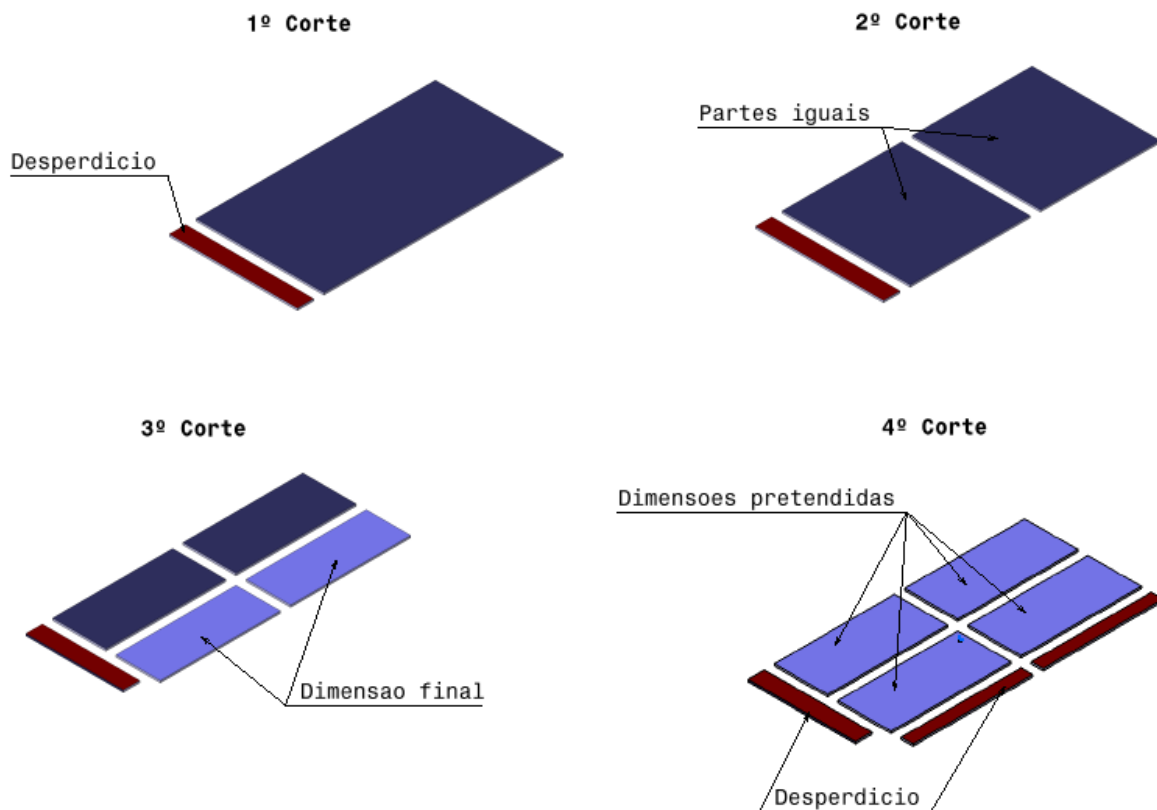 1º Corte
2º Corte
Partes iguais
Desperdicio
3º Corte
4º Corte
Dimensoes pretendidas
Dimensao final
Desperdicio